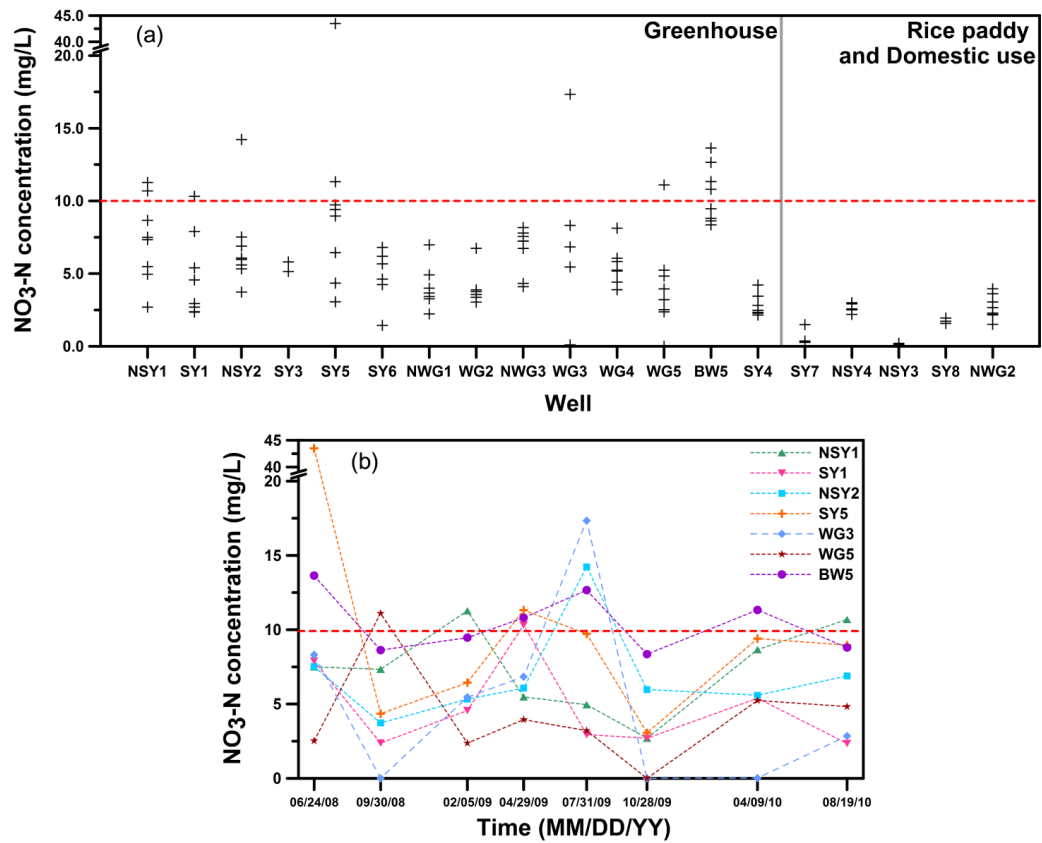 (a)
Greenhouse
Rice paddy
and Domestic use
NO3-N concentration (mg/L)
45.0
40.0
20.0
15.0
10.0
5.0
0.0
NSY1 SY1 NSY2 SY3 SY5 SY6 NWG1 WG2 NWG3 WG3 WG4 WG5 BW5 SY4 SY7 NSY4 NSY3 SY8 NWG2
Well
(b)
NO3-N concentration (mg/L)
45
40
20
15
10
5
0
NSY1
SY1
NSY2
SY5
WG3
WG5
BW5
06/24/08 09/30/08 02/05/09 04/29/09 07/31/09 10/28/09 04/09/10 08/19/10
Time (MM/DD/YY)